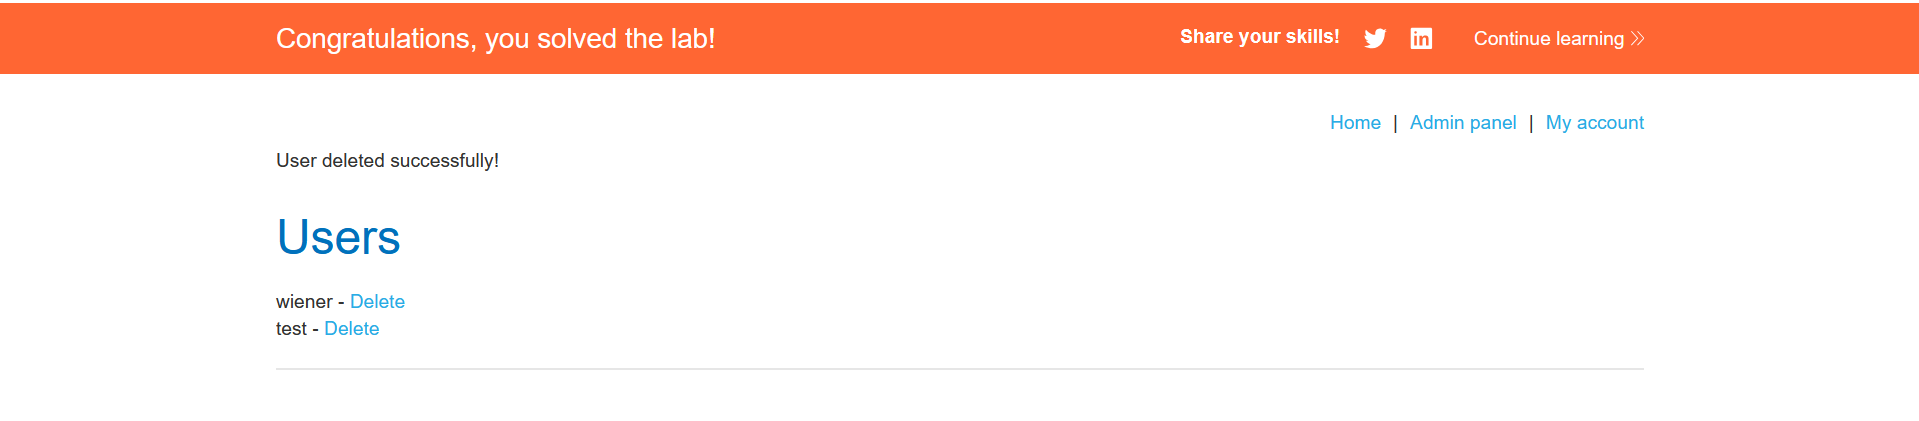 Congratulations, you solved the lab!
Share your skills!
Continue learning >>
Home | Admin panel | My account
User deleted successfully!
Users
wiener - Delete
test - Delete